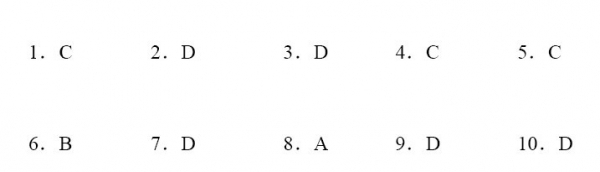 1. C 2. D 3. D 4. C 5. C
6. B 7. D 8. A 9. D 10. D